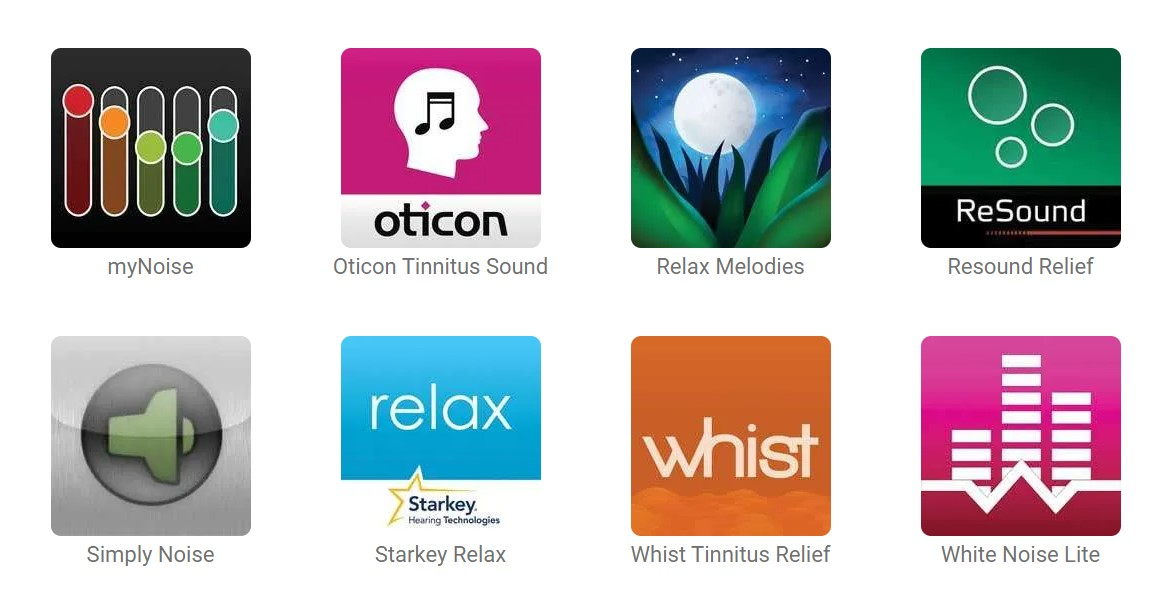 oticon
ReSound
myNoise
Oticon Tinnitus Sound
Relax Melodies
Resound Relief
relax
Starkey
Hearing Technologies
whist
Simply Noise
Starkey Relax
Whist Tinnitus Relief
White Noise Lite